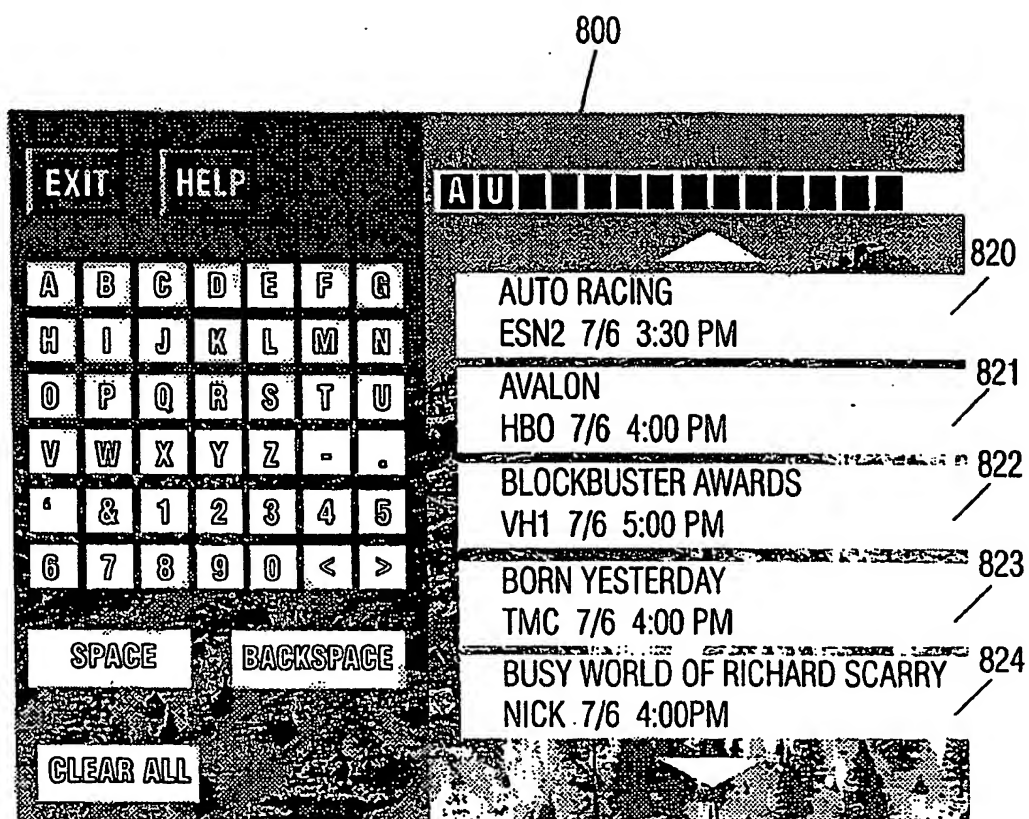 800
EXIT HELP
A U
A B C D E F G
H I J K L M N
O P Q R S T U
V W X Y Z - .
‘ & 1 2 3 4 5
6 7 8 9 0 < >
SPACE BACKSPACE
CLEAR ALL
820
AUTO RACING
ESN2 7/6 3:30 PM
821
AVALON
HBO 7/6 4:00 PM
822
BLOCKBUSTER AWARDS
VH1 7/6 5:00 PM
823
BORN YESTERDAY
TMC 7/6 4:00 PM
824
BUSY WORLD OF RICHARD SCARRY
NICK 7/6 4:00PM